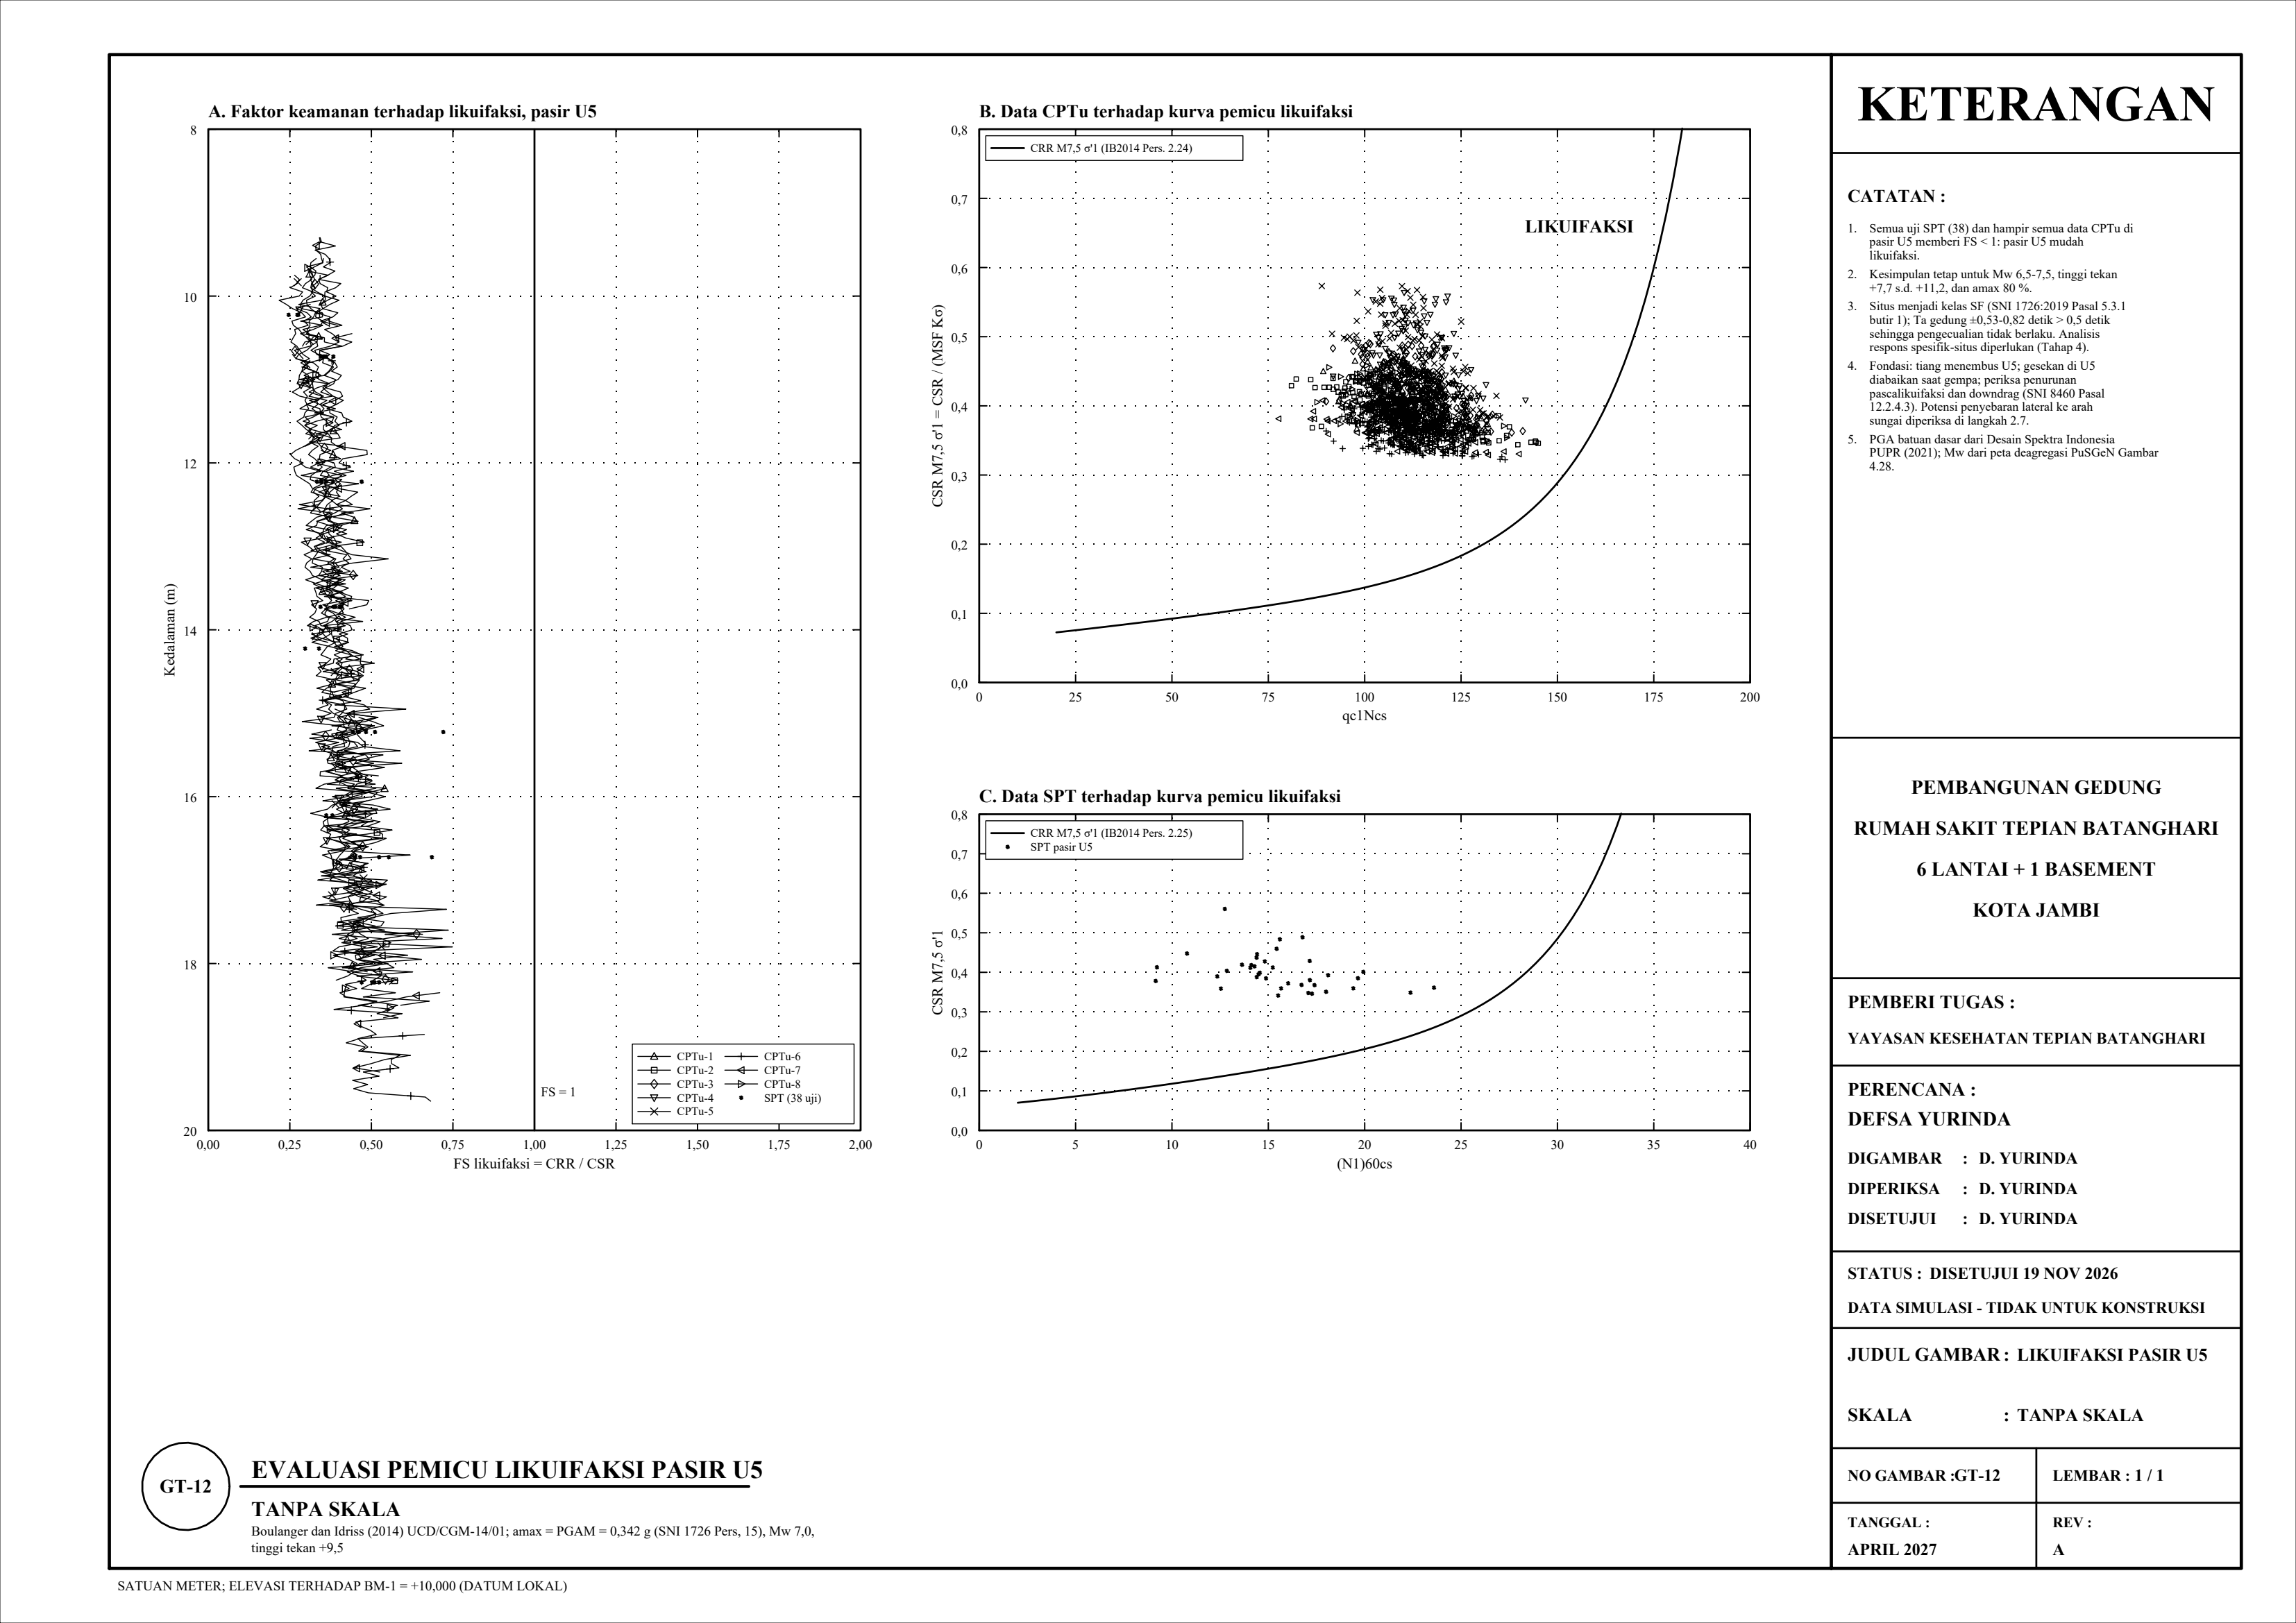 A. Faktor keamanan terhadap likuifaksi, pasir U5
8
10
12
14
16
18
20
Kedalaman (m)
0,00
0,25
0,50
0,75
1,00
1,25
1,50
1,75
2,00
FS likuifaksi = CRR / CSR
FS = 1
CPTu-1
CPTu-2
CPTu-3
CPTu-4
CPTu-5
CPTu-6
CPTu-7
CPTu-8
SPT (38 uji)
B. Data CPTu terhadap kurva pemicu likuifaksi
CRR M7,5 σ'1 (IB2014 Pers. 2.24)
LIKUIFAKSI
0,8
0,7
0,6
0,5
0,4
0,3
0,2
0,1
0,0
CSR M7,5 σ'1 = CSR / (MSF Kσ)
0
25
50
75
100
125
150
175
200
qc1Ncs
C. Data SPT terhadap kurva pemicu likuifaksi
CRR M7,5 σ'1 (IB2014 Pers. 2.25)
SPT pasir U5
0,8
0,7
0,6
0,5
0,4
0,3
0,2
0,1
0,0
CSR M7,5 σ'1
0
5
10
15
20
25
30
35
40
(N1)60cs
GT-12
EVALUASI PEMICU LIKUIFAKSI PASIR U5
TANPA SKALA
Boulanger dan Idriss (2014) UCD/CGM-14/01; amax = PGAM = 0,342 g (SNI 1726 Pers, 15), Mw 7,0,
tinggi tekan +9,5
SATUAN METER; ELEVASI TERHADAP BM-1 = +10,000 (DATUM LOKAL)
KETERANGAN
CATATAN :
1. Semua uji SPT (38) dan hampir semua data CPTu di
pasir U5 memberi FS < 1: pasir U5 mudah
likuifaksi.
2. Kesimpulan tetap untuk Mw 6,5-7,5, tinggi tekan
+7,7 s.d. +11,2, dan amax 80 %.
3. Situs menjadi kelas SF (SNI 1726:2019 Pasal 5.3.1
butir 1); Ta gedung ±0,53-0,82 detik > 0,5 detik
sehingga pengecualian tidak berlaku. Analisis
respons spesifik-situs diperlukan (Tahap 4).
4. Fondasi: tiang menembus U5; gesekan di U5
diabaikan saat gempa; periksa penurunan
pascalikuifaksi dan downdrag (SNI 8460 Pasal
12.2.4.3). Potensi penyebaran lateral ke arah
sungai diperiksa di langkah 2.7.
5. PGA batuan dasar dari Desain Spektra Indonesia
PUPR (2021); Mw dari peta deagregasi PuSGeN Gambar
4.28.
PEMBANGUNAN GEDUNG
RUMAH SAKIT TEPIAN BATANGHARI
6 LANTAI + 1 BASEMENT
KOTA JAMBI
PEMBERI TUGAS :
YAYASAN KESEHATAN TEPIAN BATANGHARI
PERENCANA :
DEFSA YURINDA
DIGAMBAR : D. YURINDA
DIPERIKSA : D. YURINDA
DISETUJUI : D. YURINDA
STATUS : DISETUJUI 19 NOV 2026
DATA SIMULASI - TIDAK UNTUK KONSTRUKSI
JUDUL GAMBAR : LIKUIFAKSI PASIR U5
SKALA : TANPA SKALA
NO GAMBAR :GT-12
LEMBAR : 1 / 1
TANGGAL :
APRIL 2027
REV :
A